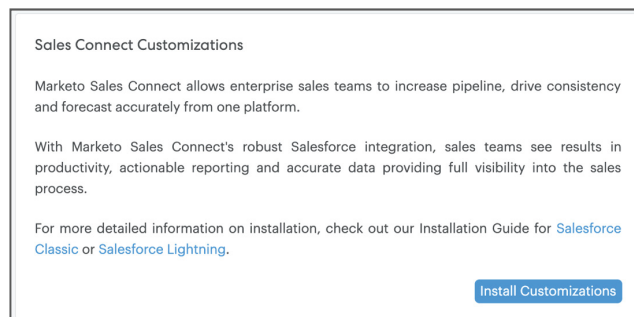 Sales Connect Customizations
Marketo Sales Connect allows enterprise sales teams to increase pipeline, drive consistency
and forecast accurately from one platform.
With Marketo Sales Connect's robust Salesforce integration, sales teams see results in
productivity, actionable reporting and accurate data providing full visibility into the sales
process.
For more detailed information on installation, check out our Installation Guide for Salesforce
Classic or Salesforce Lightning.
Install Customizations